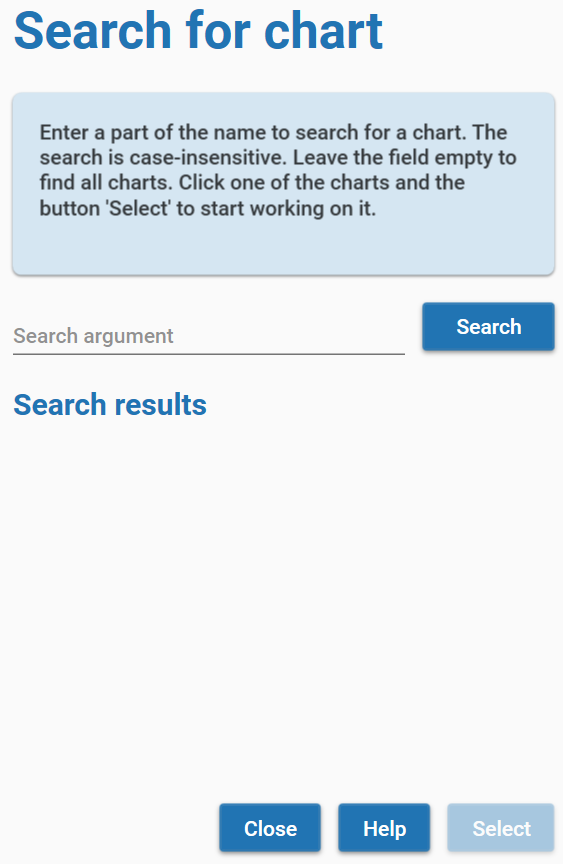 Search for chart
Enter a part of the name to search for a chart. The
search is case-insensitive. Leave the field empty to
find all charts. Click one of the charts and the
button 'Select' to start working on it.
Search argument
Search
Search results
Close
Help
Select